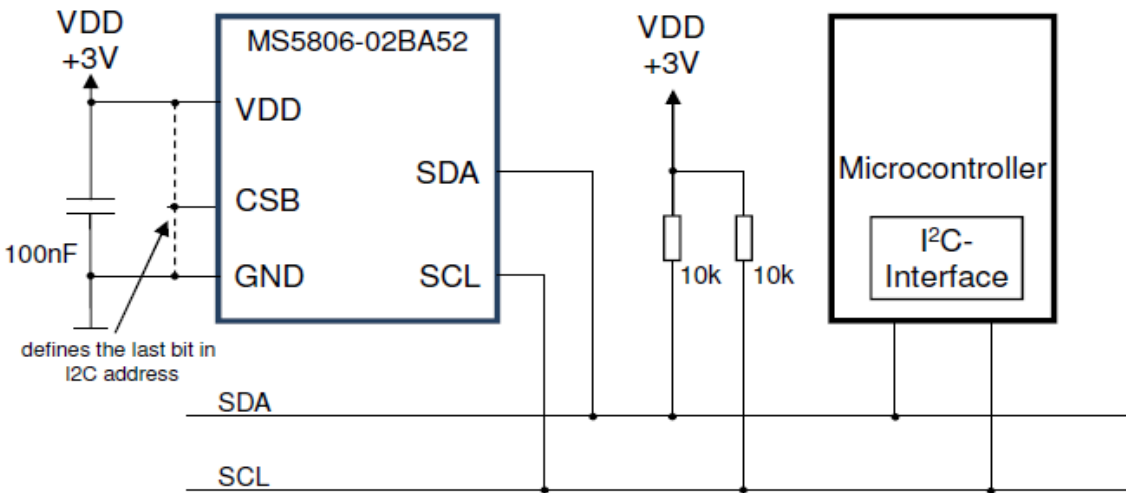 VDD
+3V
MS5806-02BA52
VDD
CSB
GND
SDA
SCL
100nF
defines the last bit in
I2C address
VDD
+3V
10k
10k
Microcontroller
I²C-
Interface
SDA
SCL